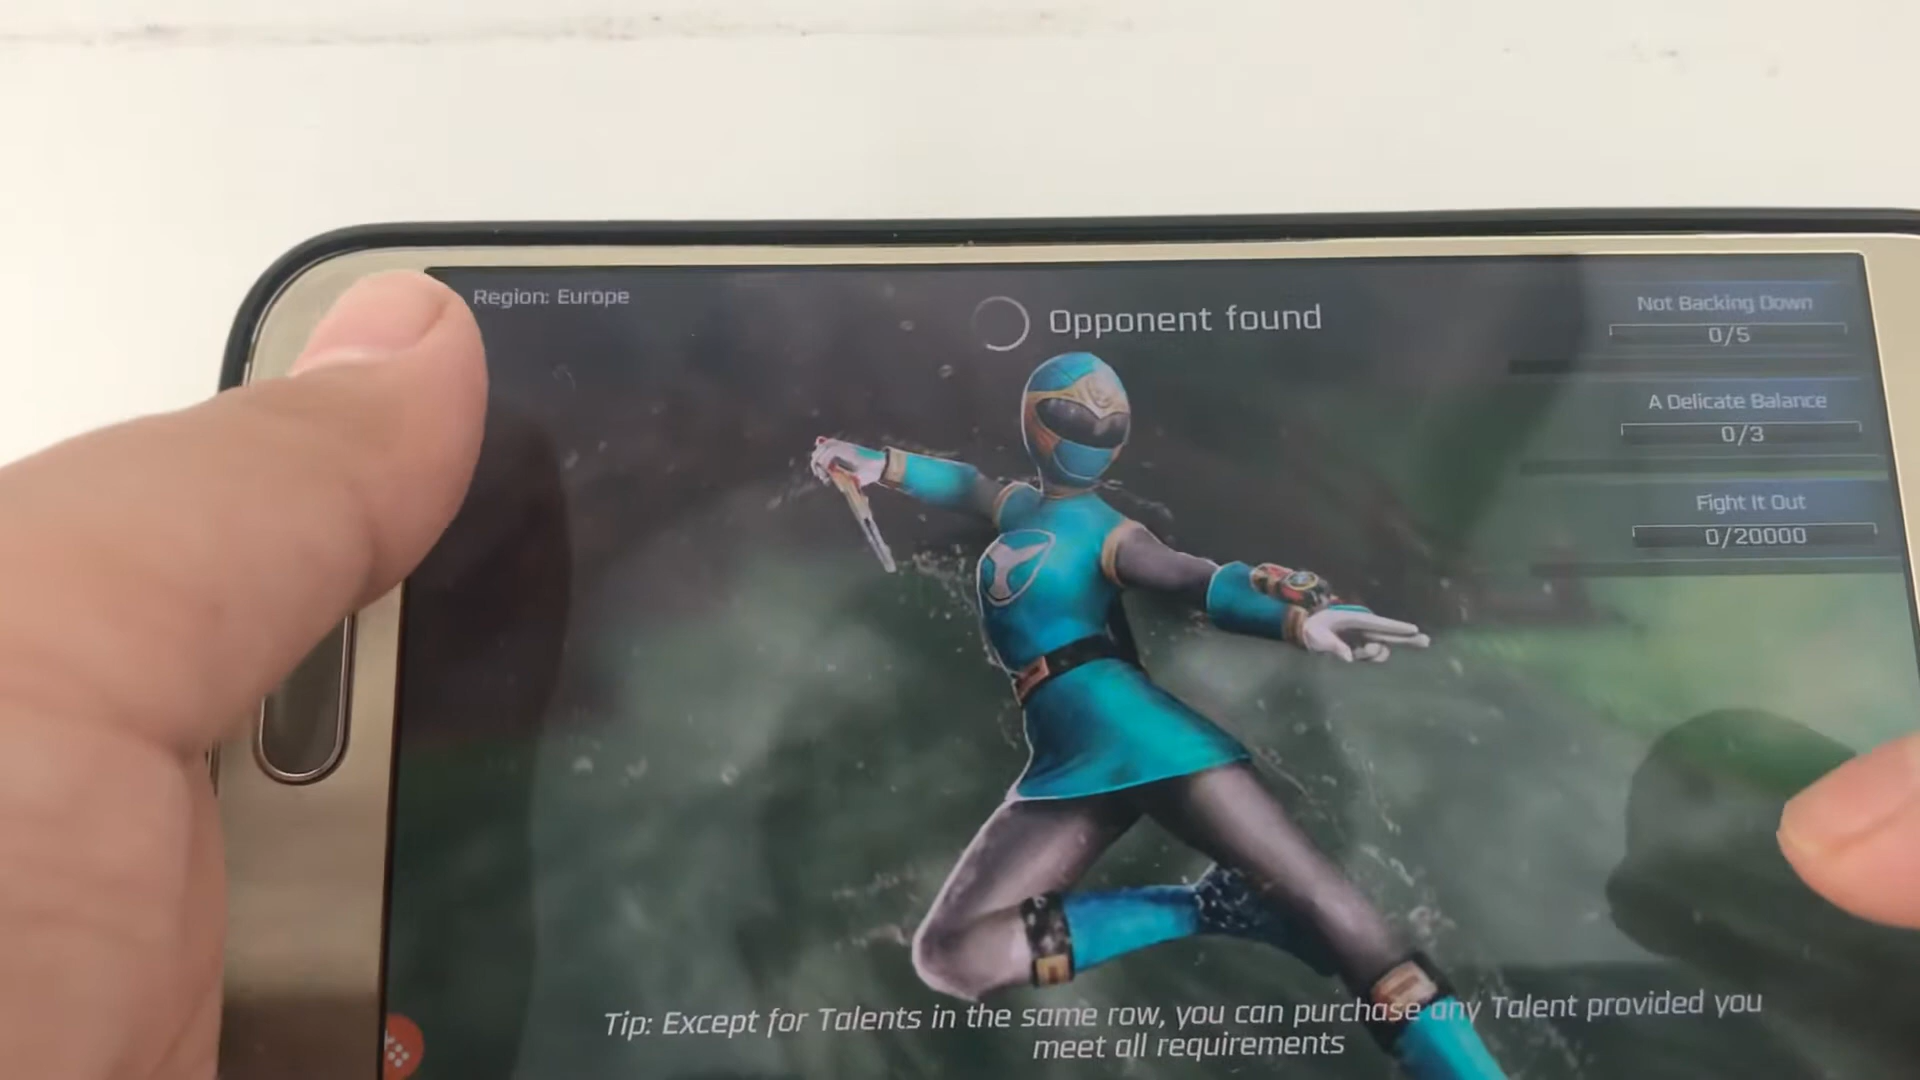 Region: Europe
Opponent found
Not Backing Down
0/5
A Delicate Balance
0/3
Fight It Out
0/20000
Tip: Except for Talents in the same row, you can purchase any Talent provided you
meet all requirements